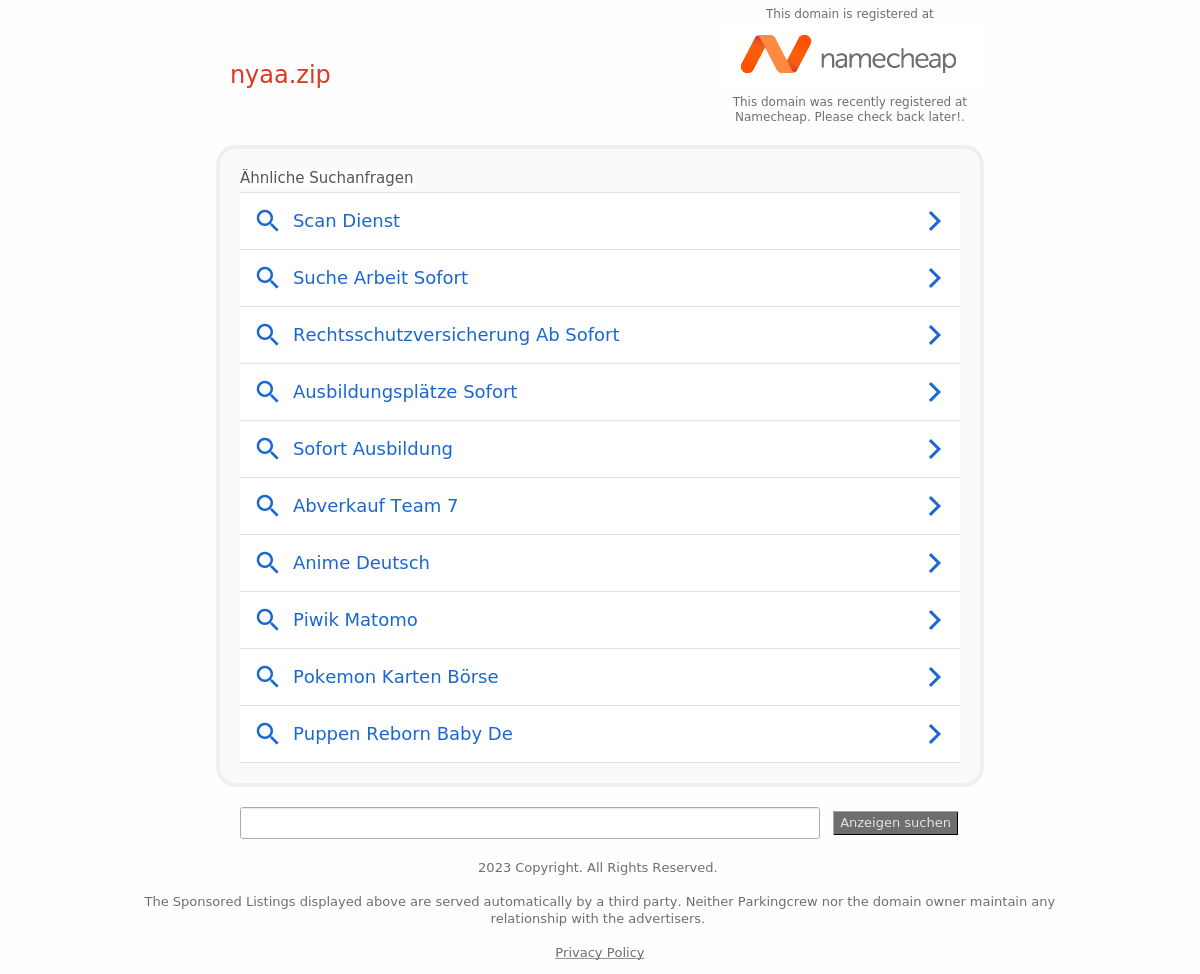 This domain is registered at
namecheap
nyaa.zip
This domain was recently registered at
Namecheap. Please check back later!.
Ähnliche Suchanfragen
Scan Dienst
Suche Arbeit Sofort
Rechtsschutzversicherung Ab Sofort
Ausbildungsplätze Sofort
Sofort Ausbildung
Abverkauf Team 7
Anime Deutsch
Piwik Matomo
Pokemon Karten Börse
Puppen Reborn Baby De
Anzeigen suchen
2023 Copyright. All Rights Reserved.
The Sponsored Listings displayed above are served automatically by a third party. Neither Parkingcrew nor the domain owner maintain any
relationship with the advertisers.
Privacy Policy